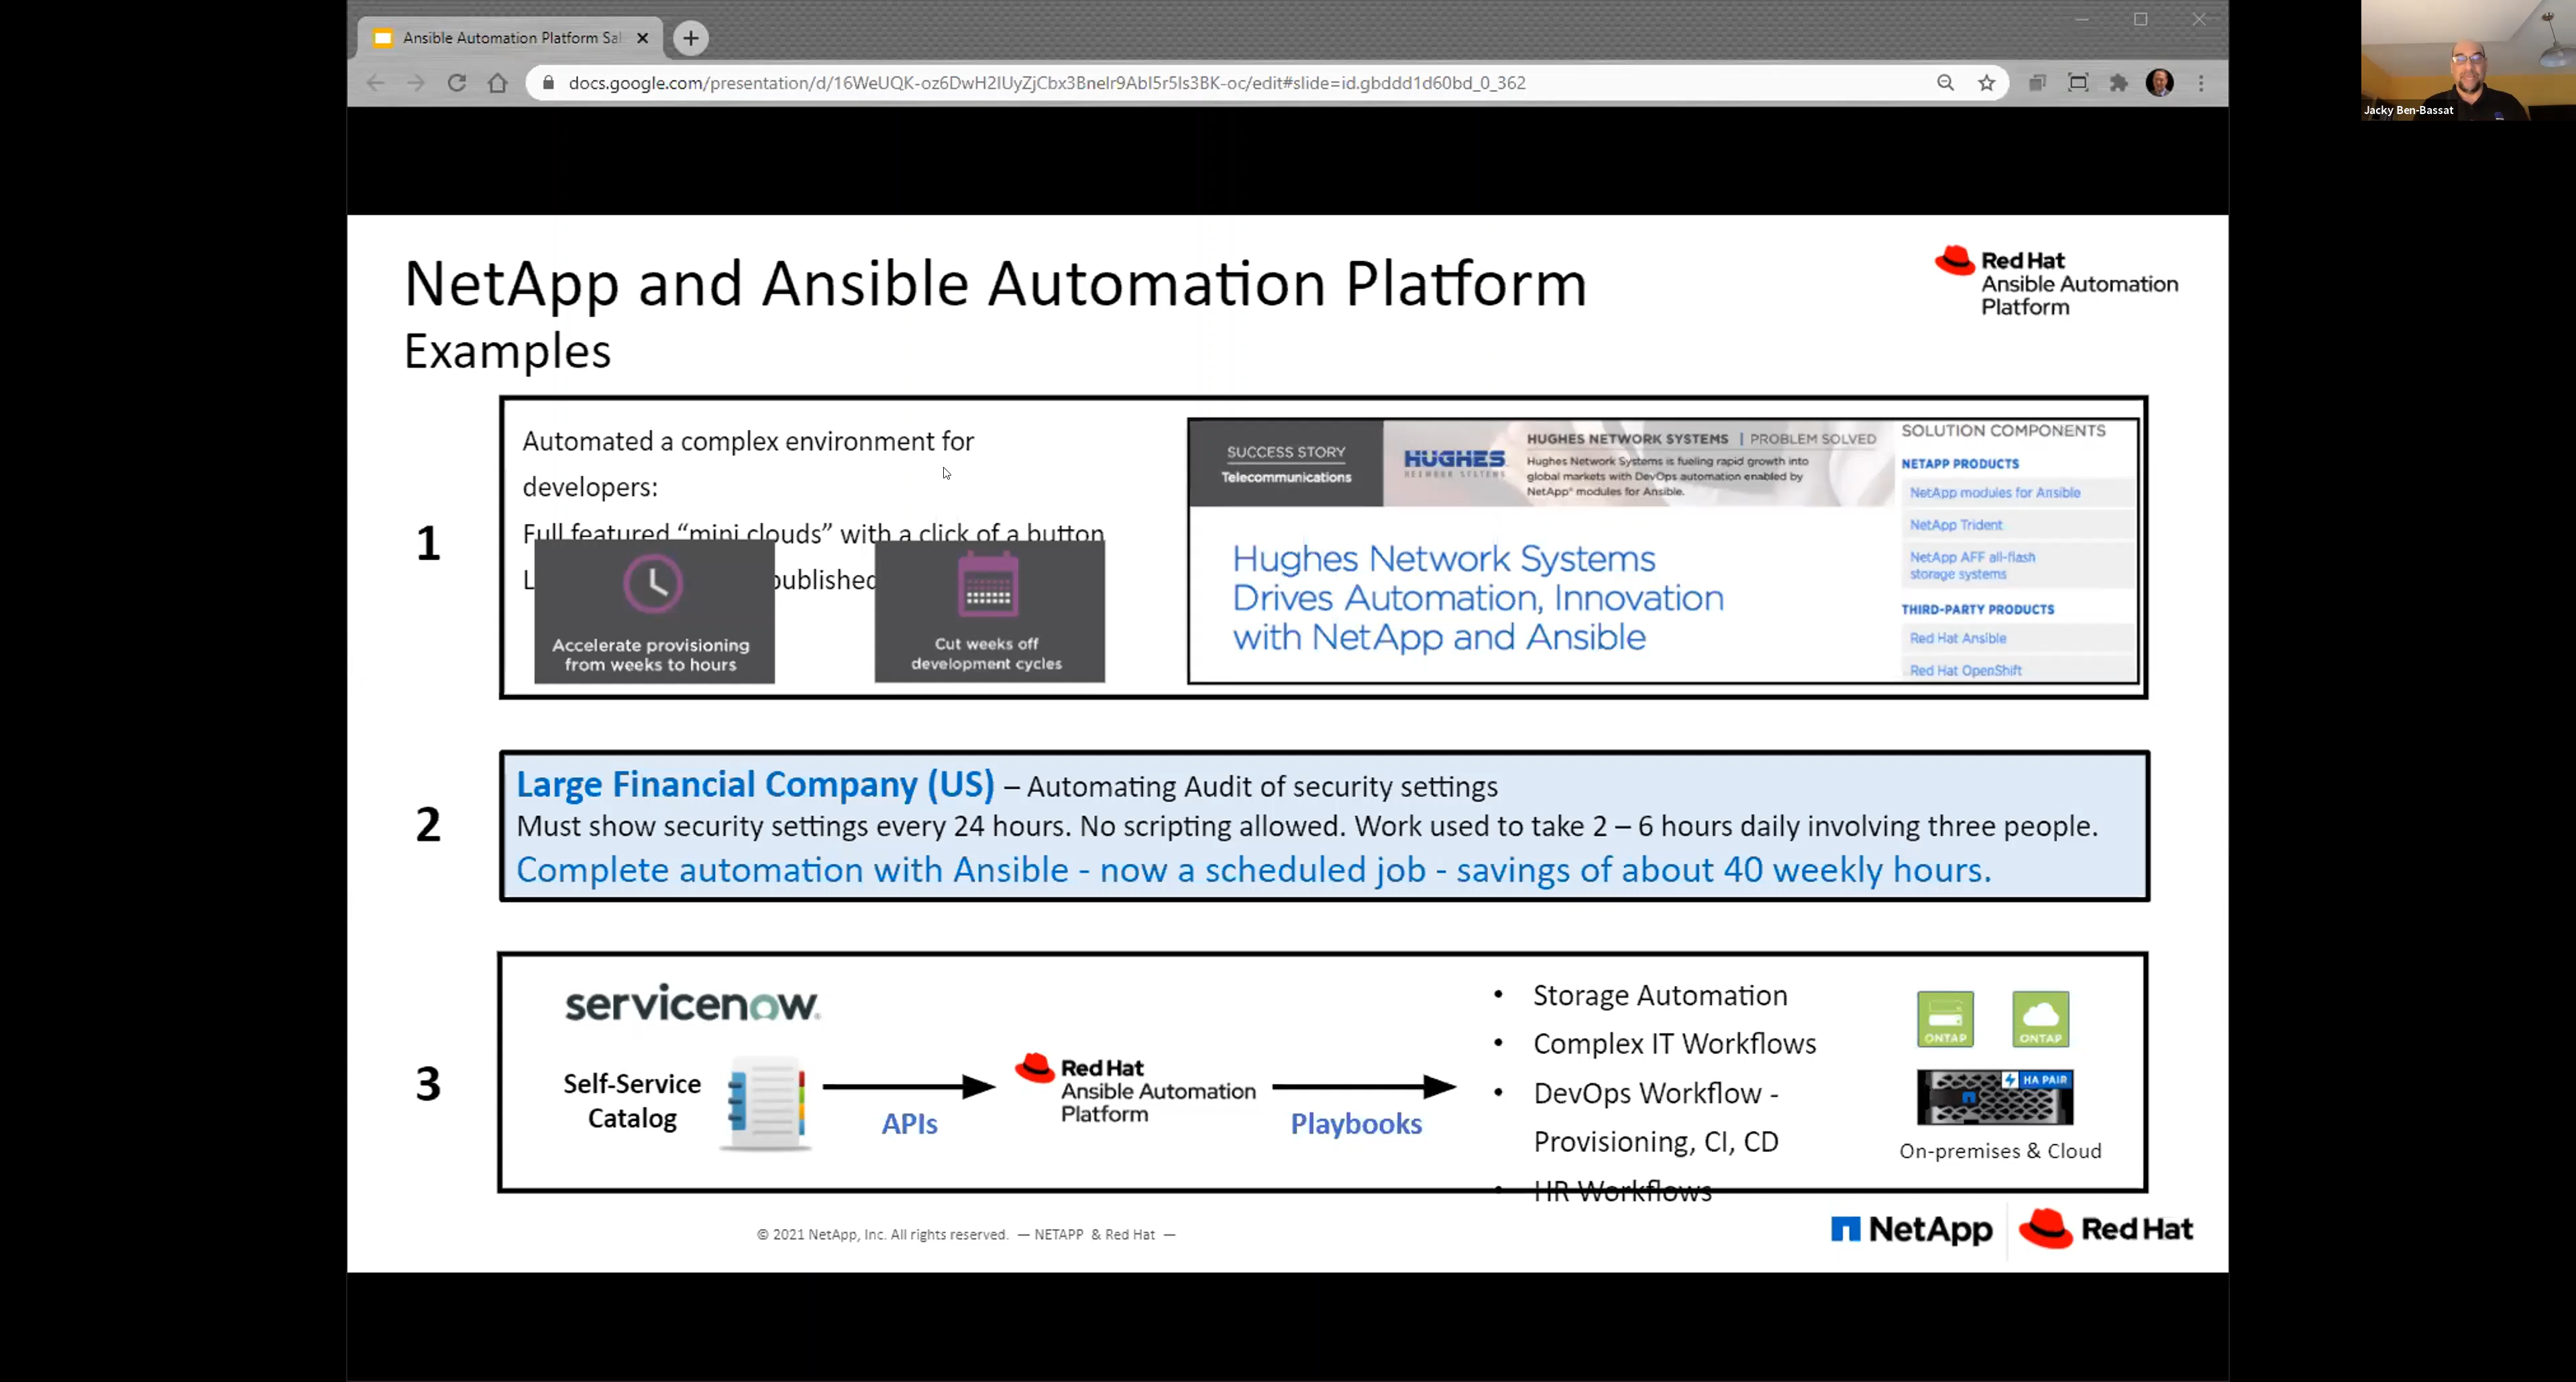 Ansible Automation Platform Sal
docs.google.com/presentation/d/16WeUQK-oz6DwH2IUyZjCbx3BneIr9AbI5r5Is3BK-oc/edit#slide=id.gbddd1d60bd_0_362
Jacky Ben-Bassat
NetApp and Ansible Automation Platform
Examples
Red Hat
Ansible Automation
Platform
1
Automated a complex environment for
developers:
Full featured “mini clouds” with a click of a button
published
Accelerate provisioning
from weeks to hours
Cut weeks off
development cycles
SUCCESS STORY
Telecommunications
HUGHES
NETWORK SYSTEMS
HUGHES NETWORK SYSTEMS | PROBLEM SOLVED
Hughes Network Systems is fueling rapid growth into
global markets with DevOps automation enabled by
NetApp® modules for Ansible.
Hughes Network Systems
Drives Automation, Innovation
with NetApp and Ansible
SOLUTION COMPONENTS
NETAPP PRODUCTS
NetApp modules for Ansible
NetApp Trident
NetApp AFF all-flash
storage systems
THIRD-PARTY PRODUCTS
Red Hat Ansible
Red Hat OpenShift
2
Large Financial Company (US) – Automating Audit of security settings
Must show security settings every 24 hours. No scripting allowed. Work used to take 2 – 6 hours daily involving three people.
Complete automation with Ansible - now a scheduled job - savings of about 40 weekly hours.
3
servicenow.
Self-Service
Catalog
APIs
Red Hat
Ansible Automation
Platform
Playbooks
• Storage Automation
• Complex IT Workflows
• DevOps Workflow -
Provisioning, CI, CD
• HR Workflows
ONTAP
ONTAP
HA PAIR
On-premises & Cloud
© 2021 NetApp, Inc. All rights reserved. — NETAPP & Red Hat —
NetApp
Red Hat